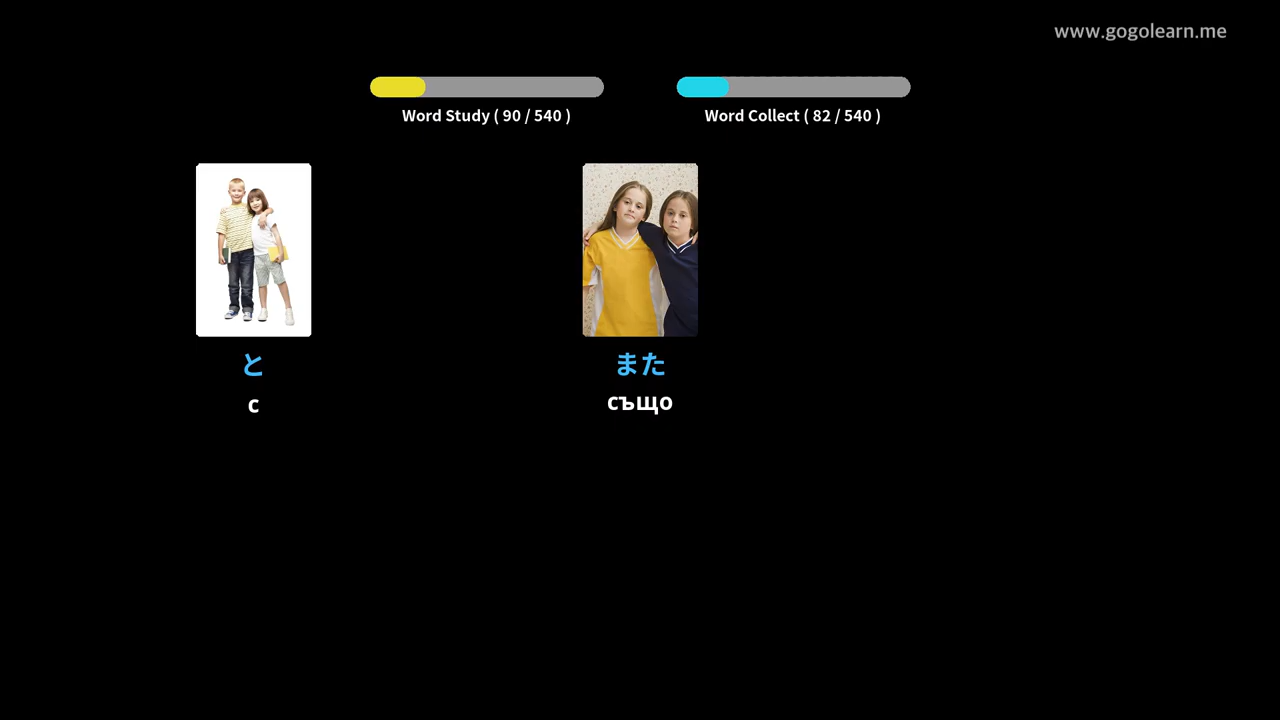 www.gogolearn.me
Word Study ( 90 / 540 )
Word Collect ( 82 / 540 )
と
с
また
също